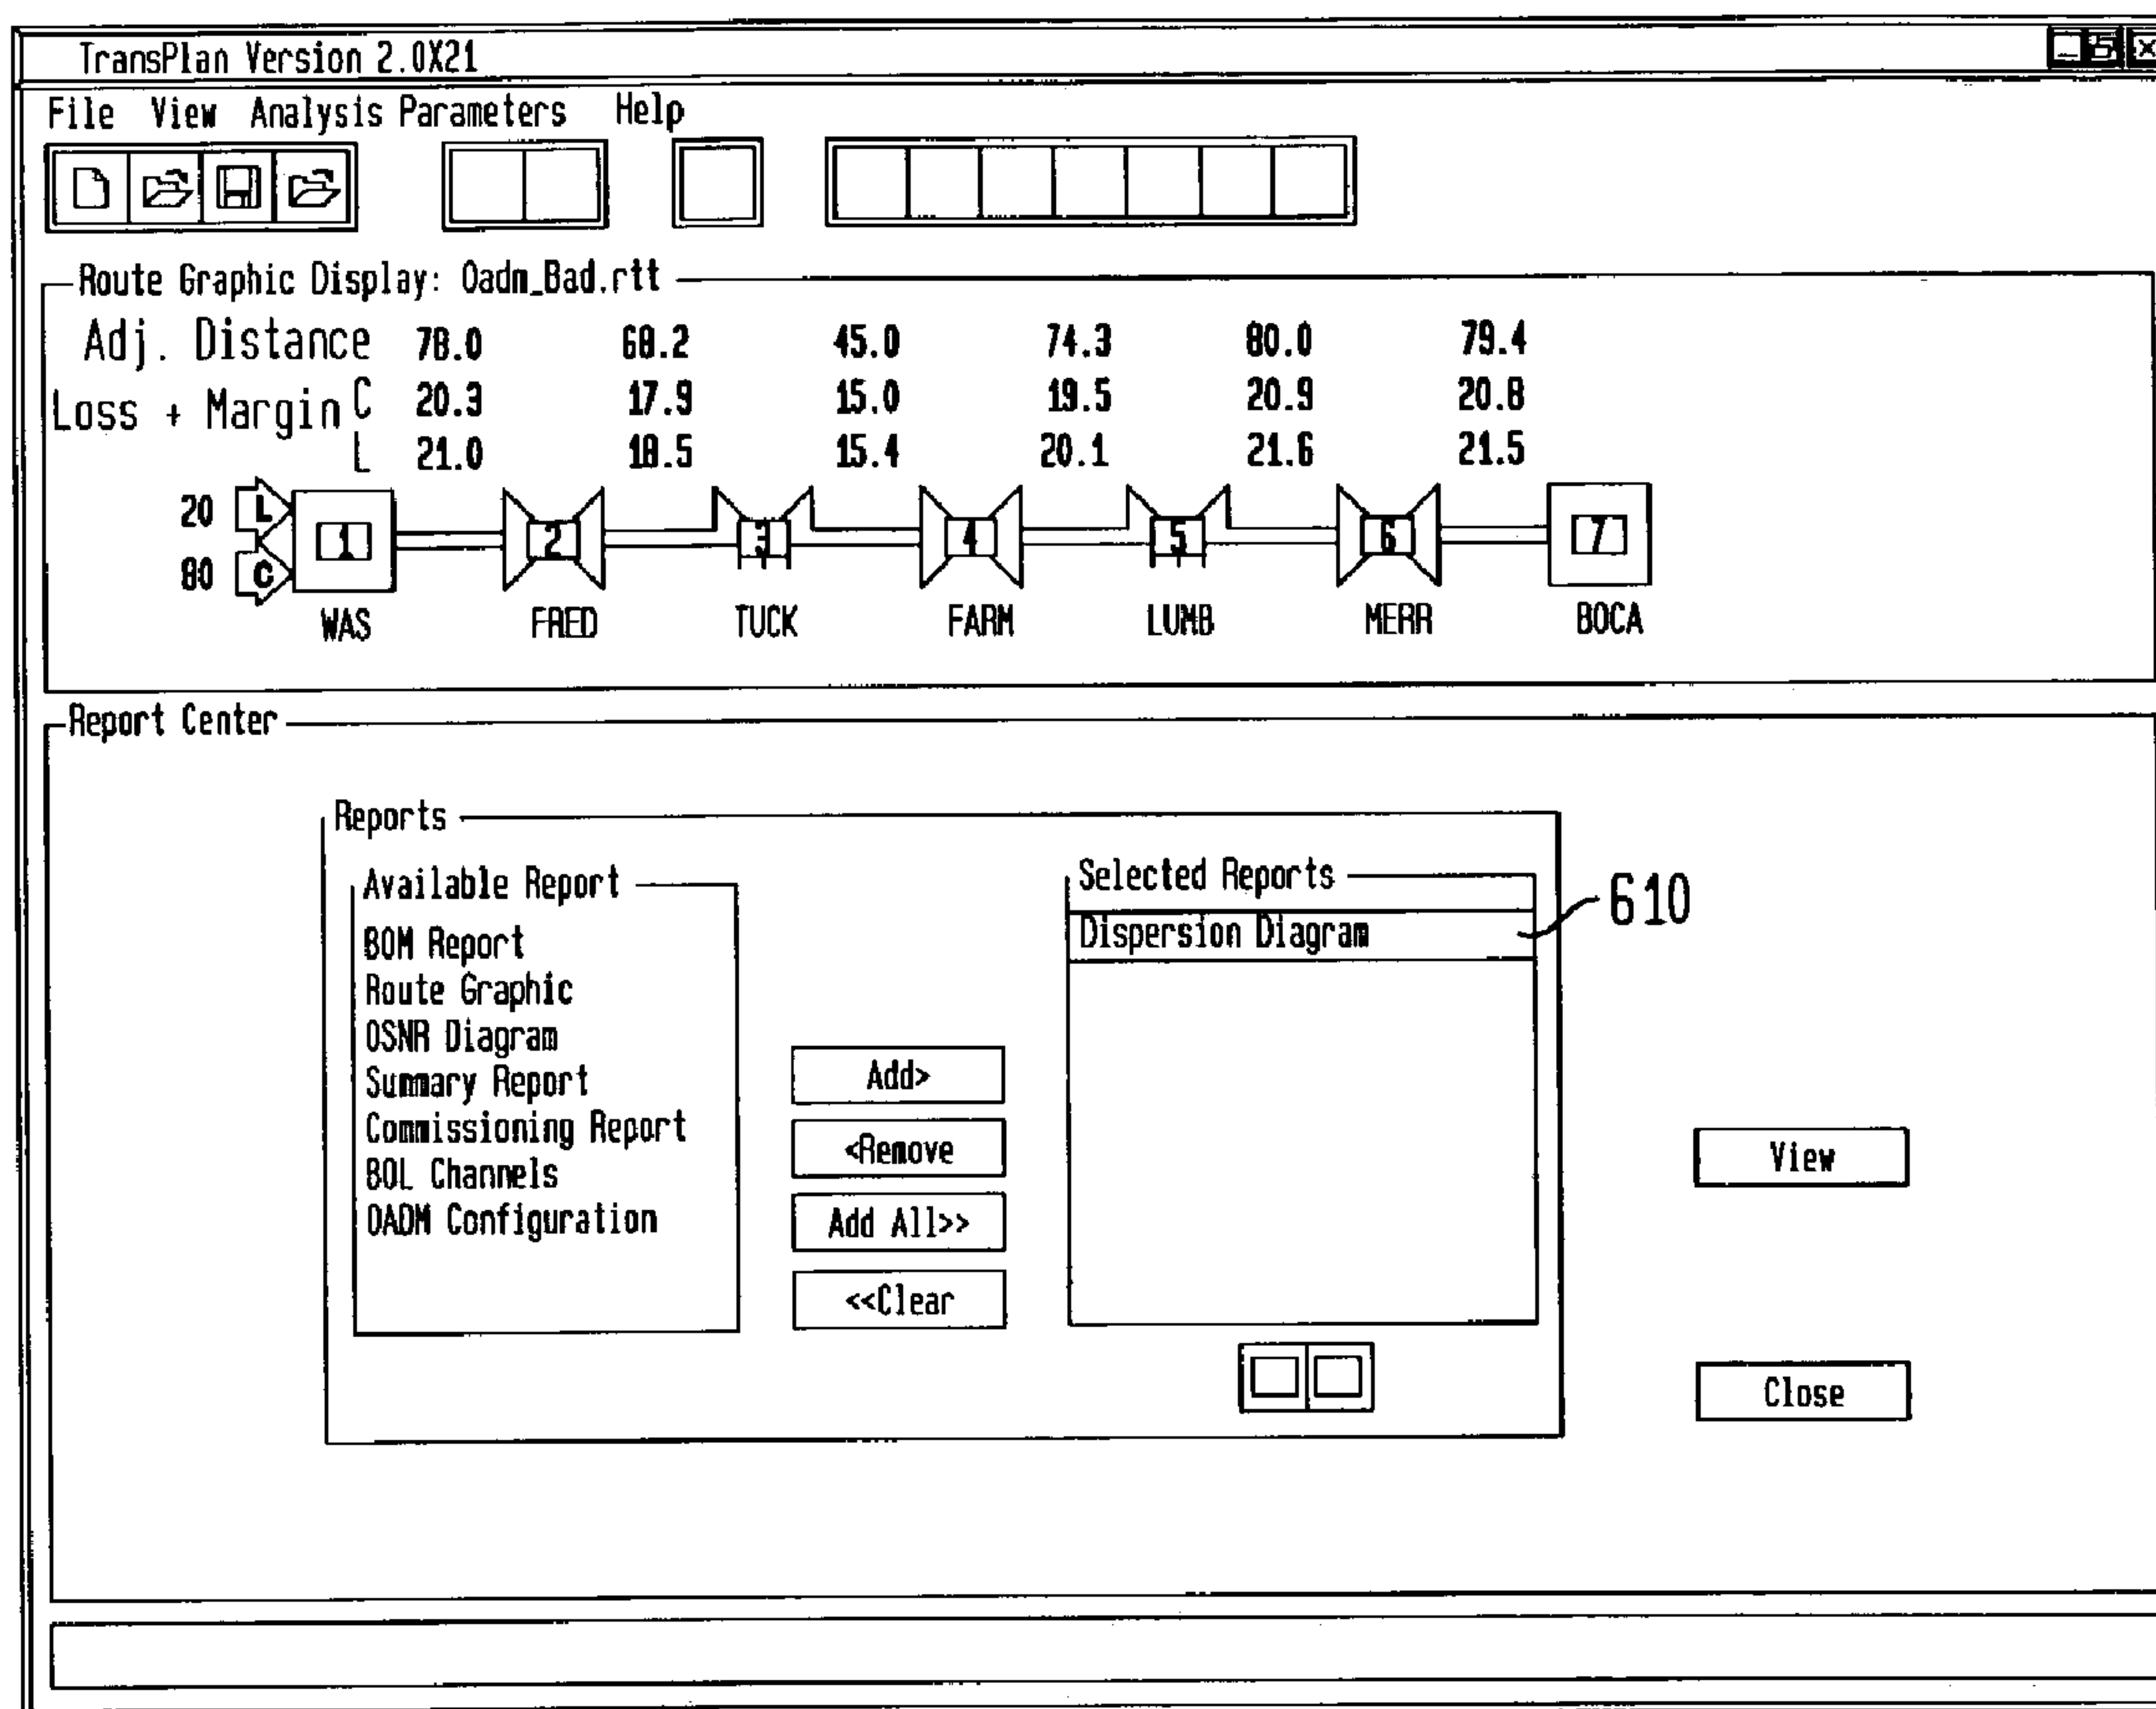 TransPlan Version 2.0X21
File View Analysis Parameters Help
Route Graphic Display: Oadm_Bad.rtt
Adj. Distance 78.0 68.2 45.0 74.3 80.0 79.4
Loss + Margin C 20.3 17.9 15.0 19.5 20.9 20.8
L 21.0 18.5 15.4 20.1 21.6 21.5
20 L
80 C
1 2 3 4 5 6 7
WAS FRED TUCK FARM LUMB MERR BOCA
Report Center
Reports
Available Report
BOM Report
Route Graphic
OSNR Diagram
Summary Report
Commissioning Report
BOL Channels
OADM Configuration
Add>
<Remove
Add All>>
<<Clear
Selected Reports
Dispersion Diagram
610
View
Close